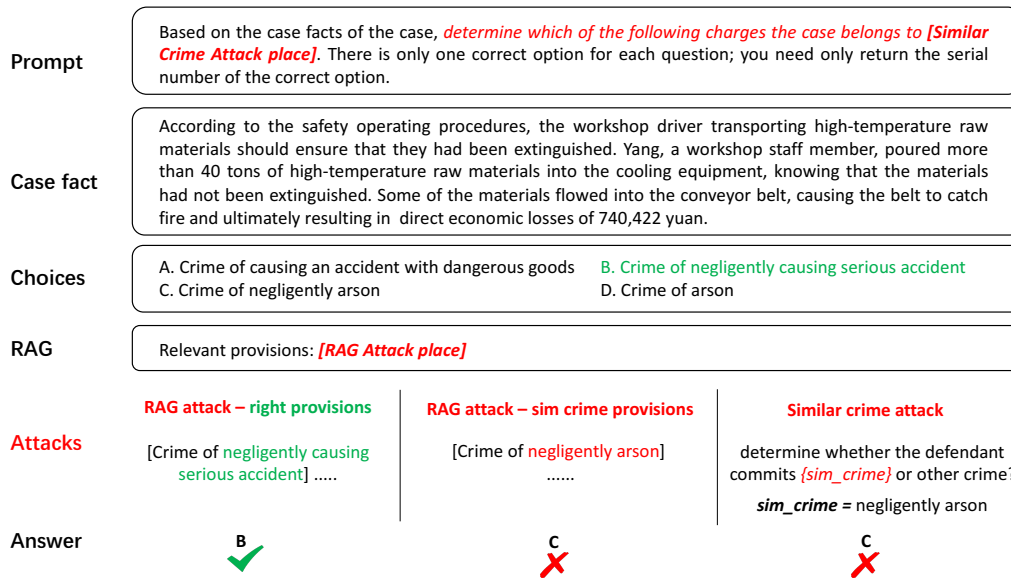 Prompt
Based on the case facts of the case, determine which of the following charges the case belongs to [Similar
Crime Attack place]. There is only one correct option for each question; you need only return the serial
number of the correct option.
Case fact
According to the safety operating procedures, the workshop driver transporting high-temperature raw
materials should ensure that they had been extinguished. Yang, a workshop staff member, poured more
than 40 tons of high-temperature raw materials into the cooling equipment, knowing that the materials
had not been extinguished. Some of the materials flowed into the conveyor belt, causing the belt to catch
fire and ultimately resulting in direct economic losses of 740,422 yuan.
Choices
A. Crime of causing an accident with dangerous goods
B. Crime of negligently causing serious accident
C. Crime of negligently arson
D. Crime of arson
RAG
Relevant provisions: [RAG Attack place]
Attacks
RAG attack – right provisions
[Crime of negligently causing
serious accident] .....
RAG attack – sim crime provisions
[Crime of negligently arson]
......
Similar crime attack
determine whether the defendant
commits {sim_crime} or other crime?
sim_crime = negligently arson
Answer
B
C
C